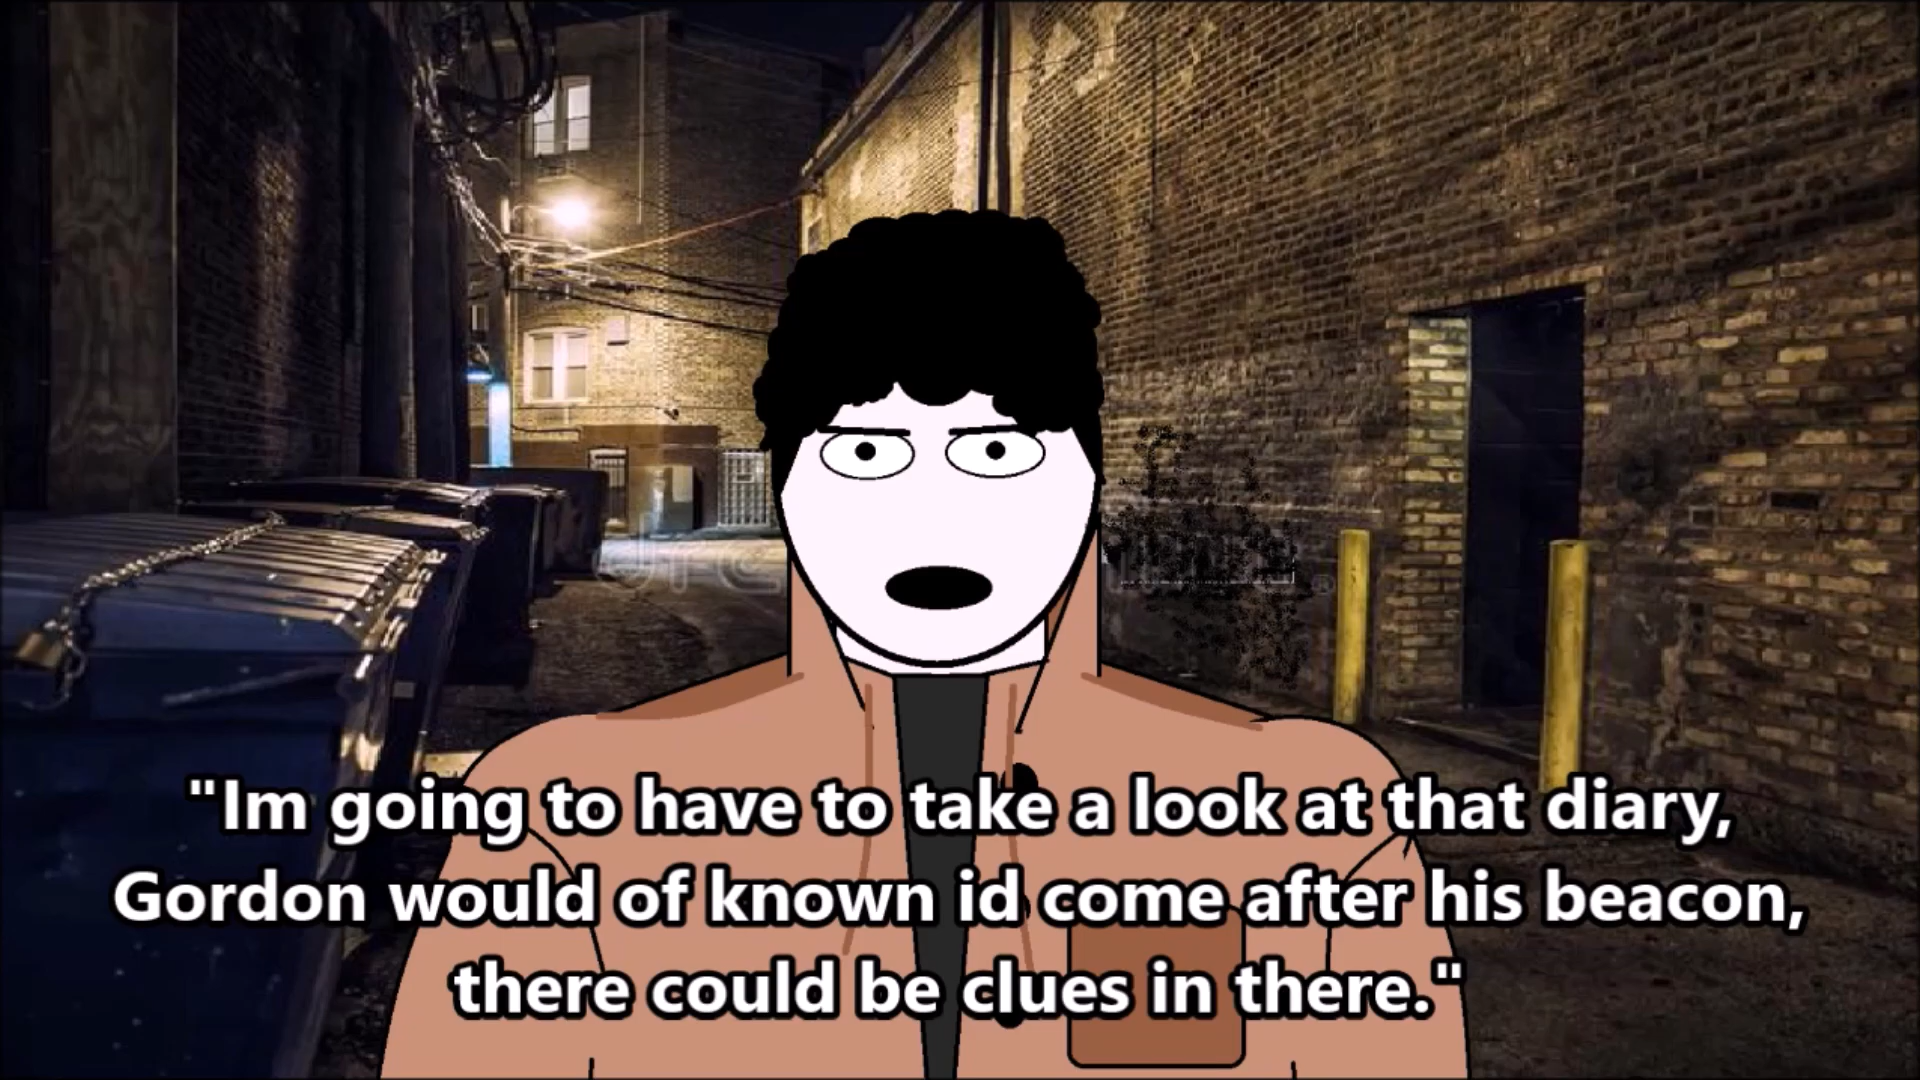 "Im going to have to take a look at that diary,
Gordon would of known id come after his beacon,
there could be clues in there."